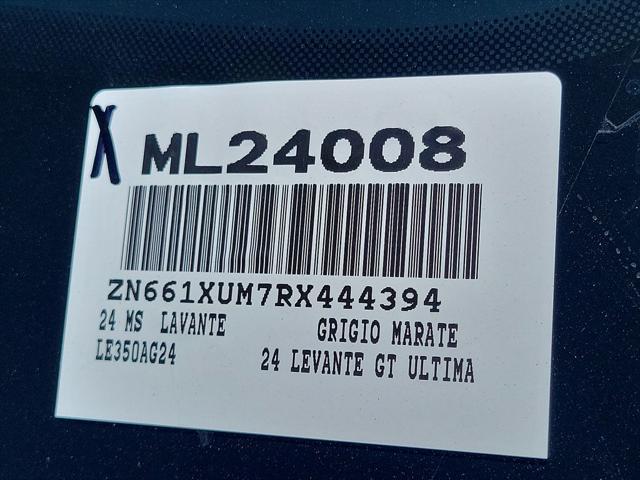 X ML24008
ZN661XUM7RX444394
24 MS LAVANTE GRIGIO MARATE
LE350AG24 24 LEVANTE GT ULTIMA